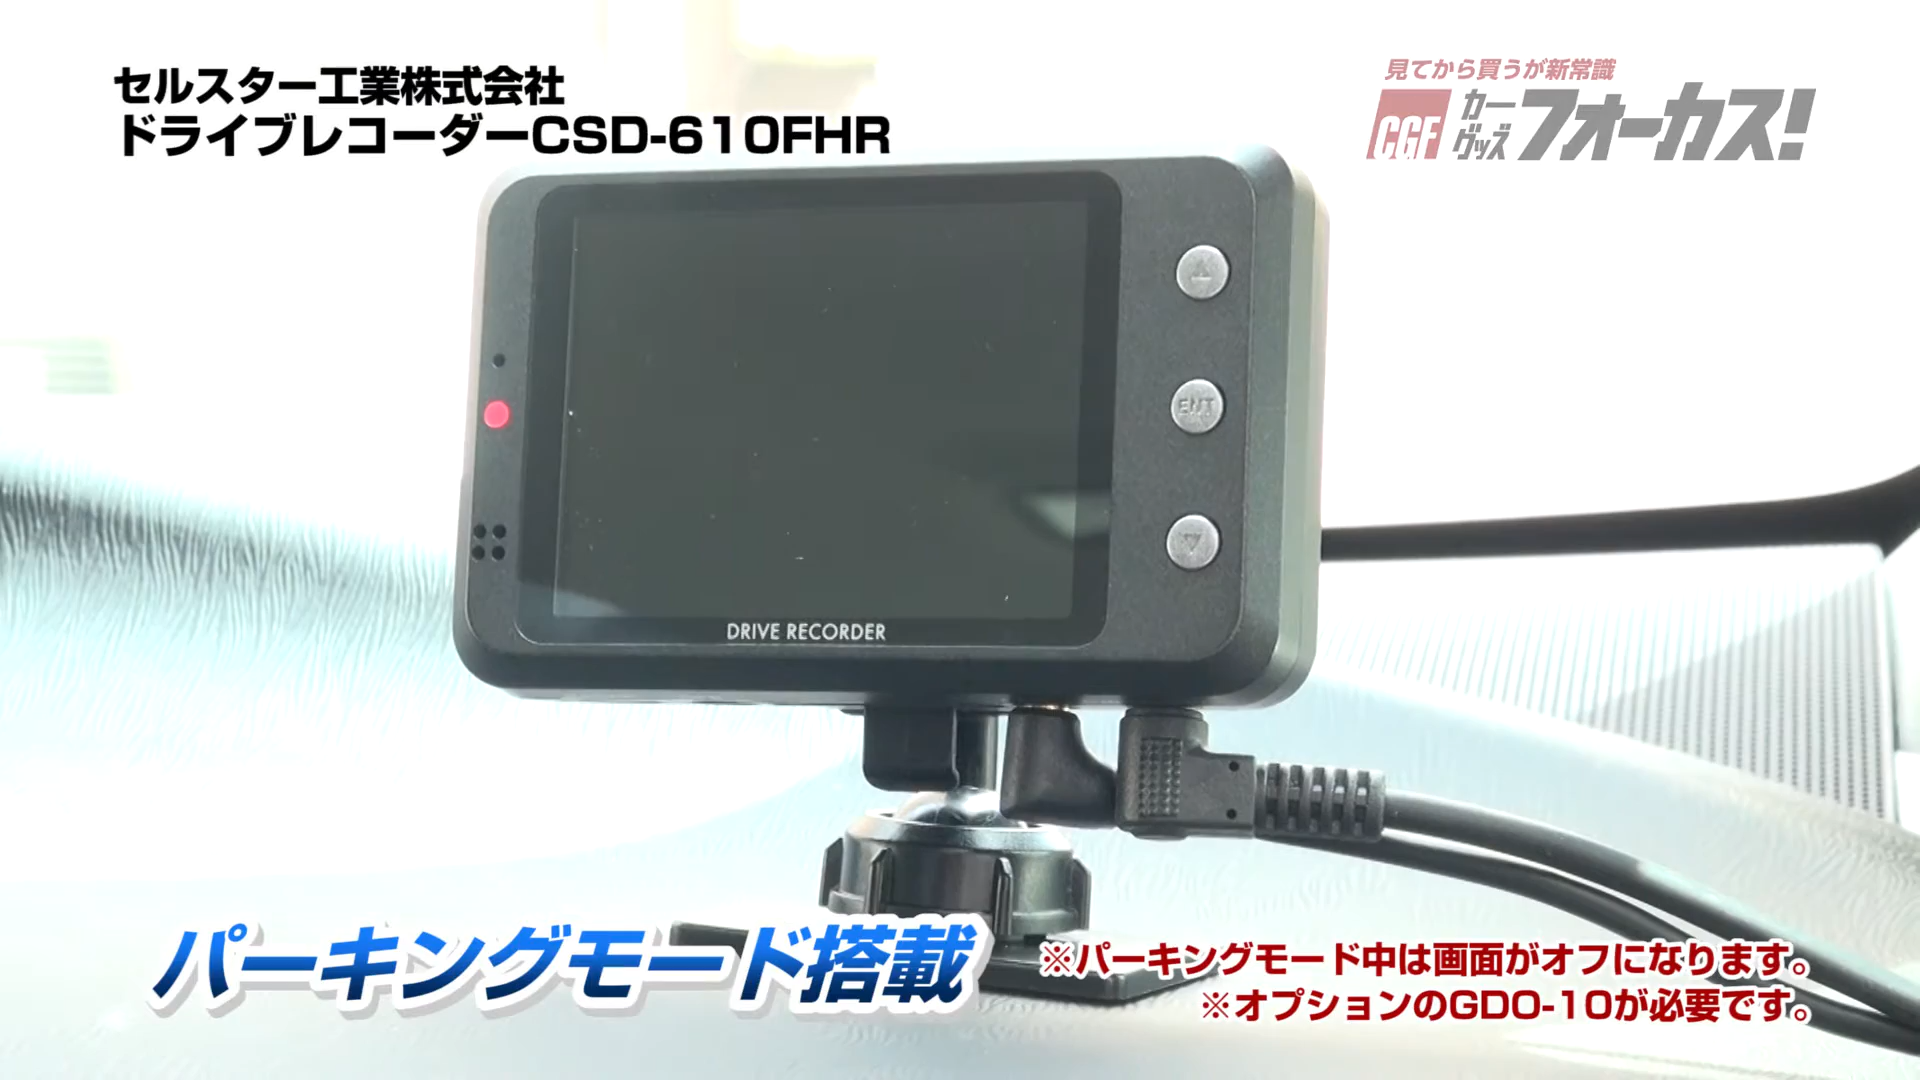 セルスター工業株式会社
ドライブレコーダーCSD-610FHR
見てから買うが新常識
CGF カーグッズフォーカス!
ENT
DRIVE RECORDER
パーキングモード搭載
※パーキングモード中は画面がオフになります。
※オプションのGDO-10が必要です。